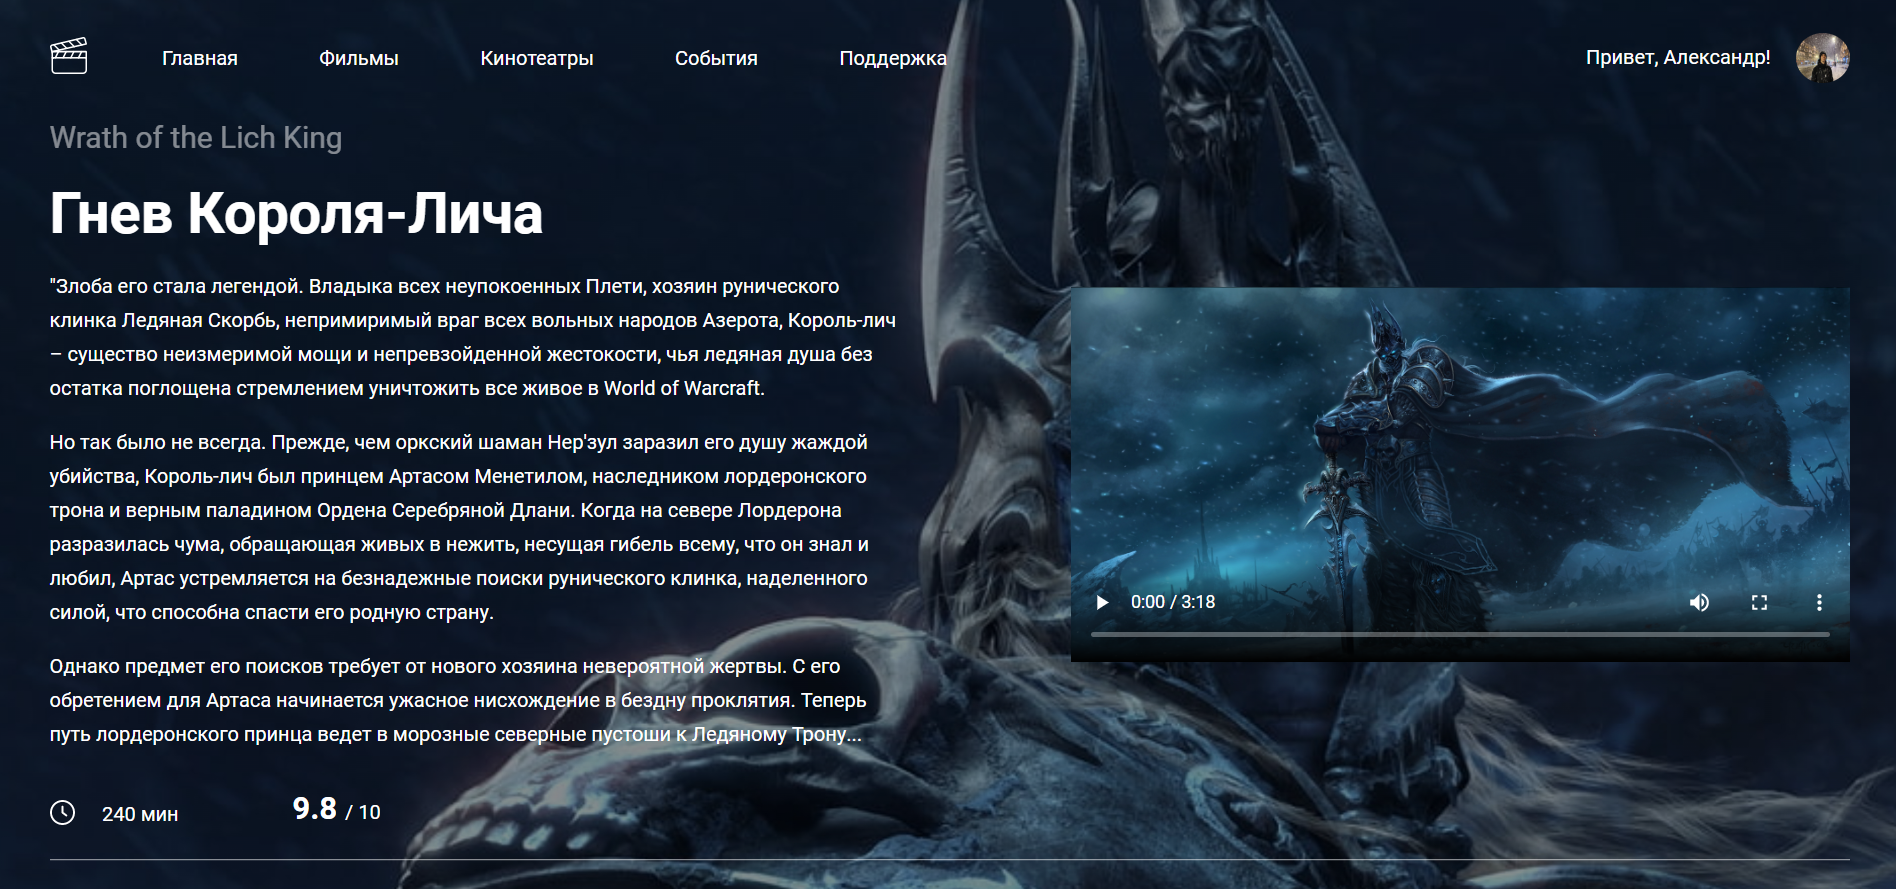 Главная Фильмы Кинотеатры События Поддержка Привет, Александр!
Wrath of the Lich King
Гнев Короля-Лича
"Злоба его стала легендой. Владыка всех неупокоенных Плети, хозяин рунического
клинка Ледяная Скорбь, непримиримый враг всех вольных народов Азерота, Король-лич
– существо неизмеримой мощи и непревзойденной жестокости, чья ледяная душа без
остатка поглощена стремлением уничтожить все живое в World of Warcraft.
Но так было не всегда. Прежде, чем оркский шаман Нер'зул заразил его душу жаждой
убийства, Король-лич был принцем Артасом Менетилом, наследником лордеронского
трона и верным паладином Ордена Серебряной Длани. Когда на севере Лордерона
разразилась чума, обращающая живых в нежить, несущая гибель всему, что он знал и
любил, Артас устремляется на безнадежные поиски рунического клинка, наделенного
силой, что способна спасти его родную страну.
Однако предмет его поисков требует от нового хозяина невероятной жертвы. С его
обретением для Артаса начинается ужасное нисхождение в бездну проклятия. Теперь
путь лордеронского принца ведет в морозные северные пустоши к Ледяному Трону...
0:00 / 3:18
240 мин 9.8 / 10